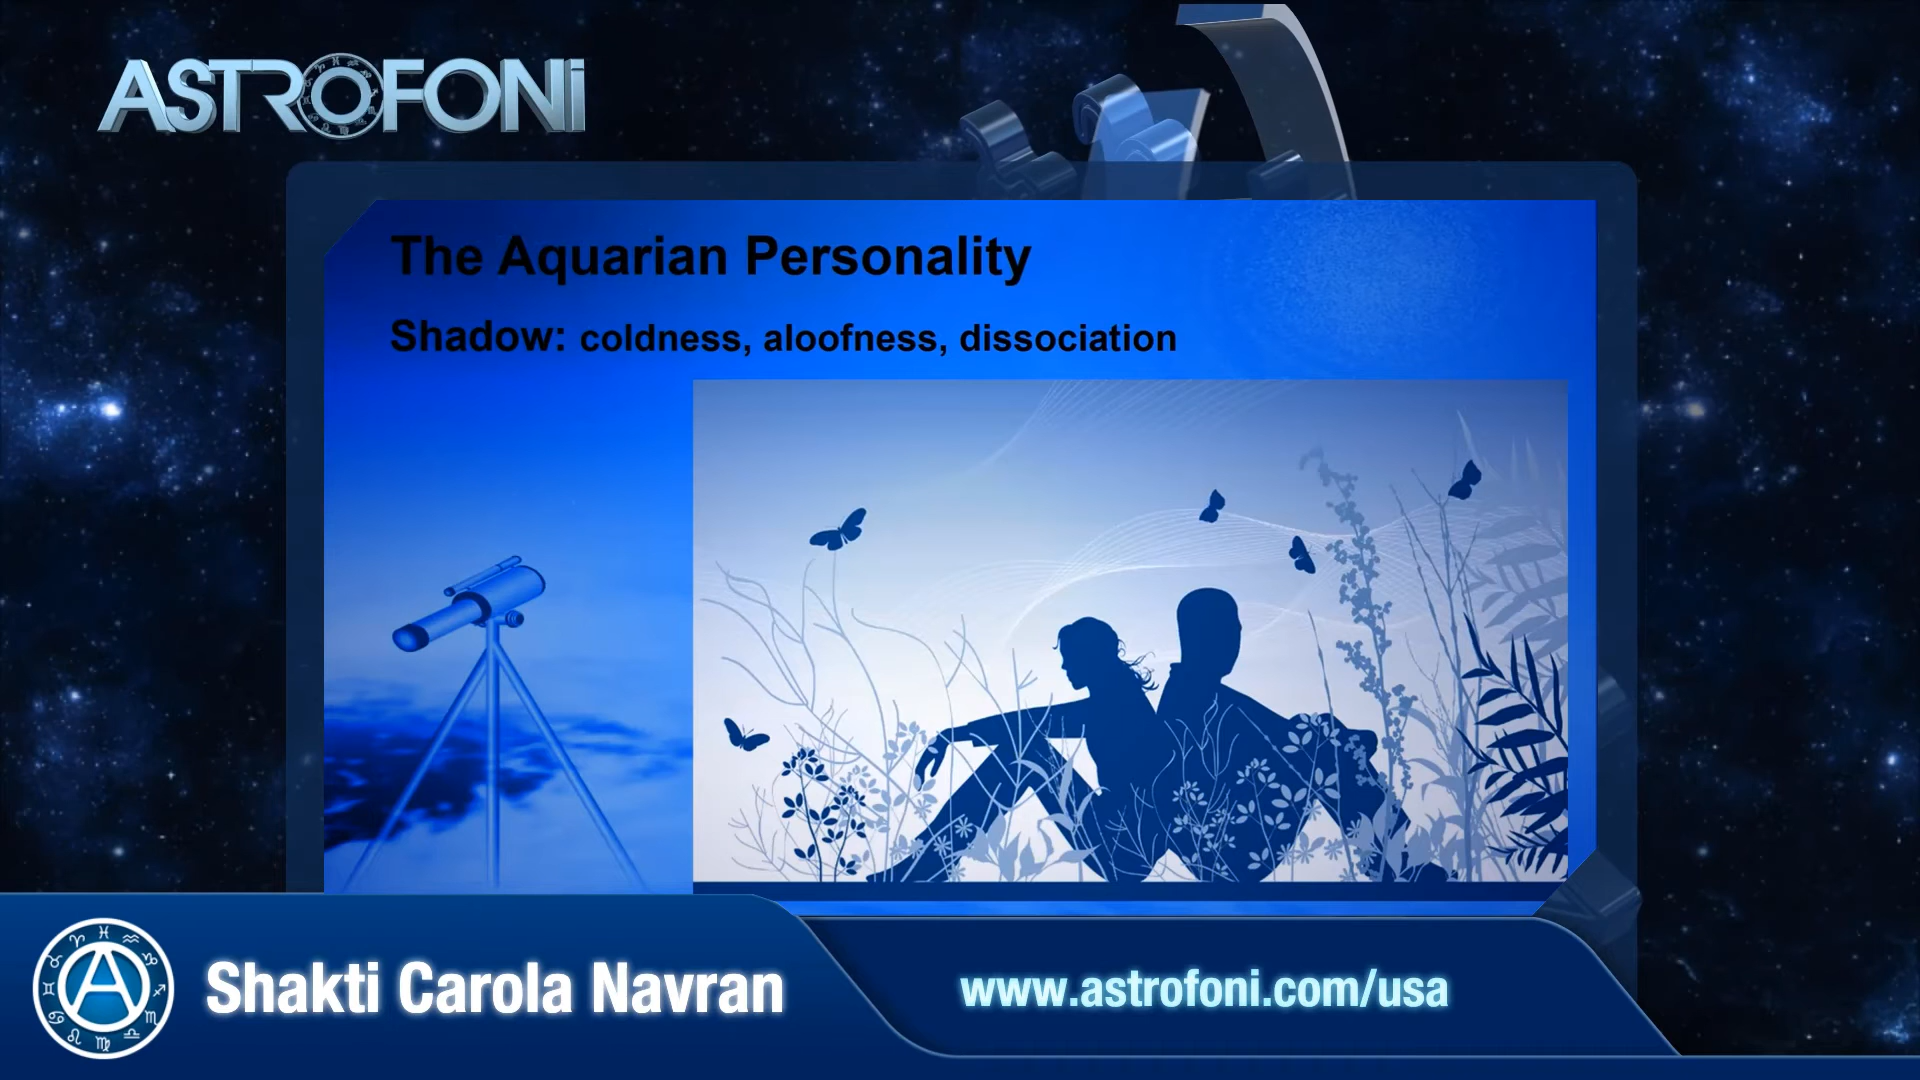 ASTROFONi
The Aquarian Personality
Shadow: coldness, aloofness, dissociation
A
Shakti Carola Navran
www.astrofoni.com/usa